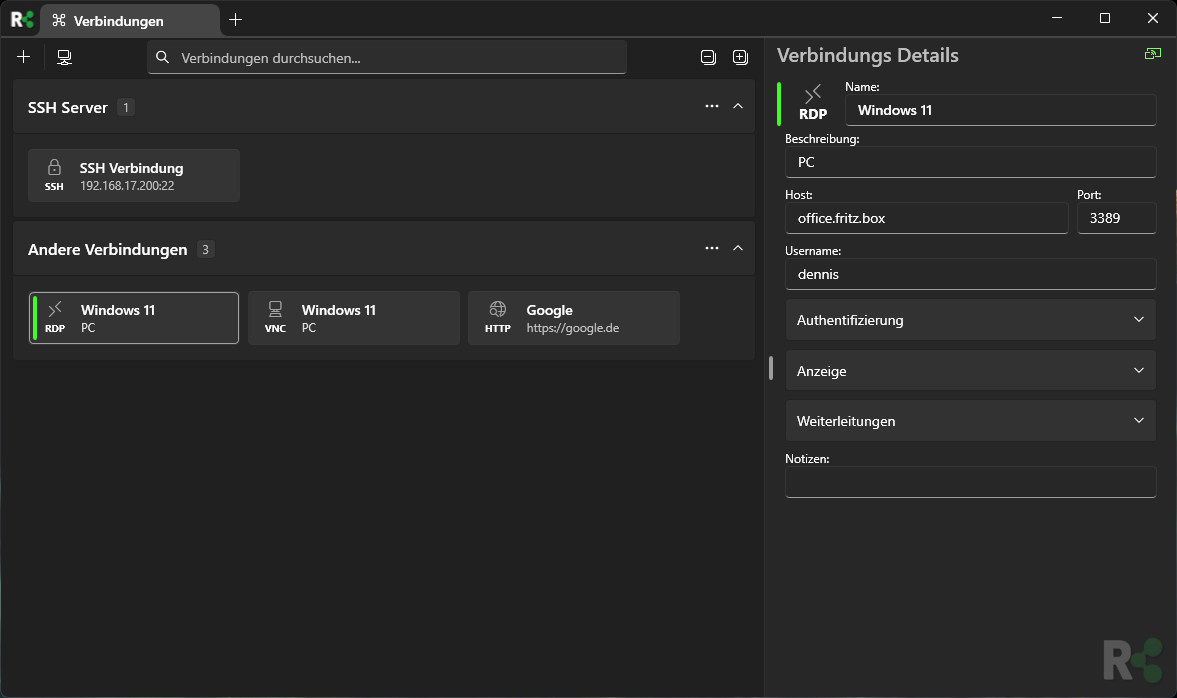 R
Verbindungen
Verbindungen durchsuchen...
SSH Server 1
SSH Verbindung
SSH 192.168.17.200:22
Andere Verbindungen 3
Windows 11
RDP PC
Windows 11
VNC PC
Google
HTTP https://google.de
Verbindungs Details
RDP
Name:
Windows 11
Beschreibung:
PC
Host: Port:
office.fritz.box 3389
Username:
dennis
Authentifizierung
Anzeige
Weiterleitungen
Notizen:
R